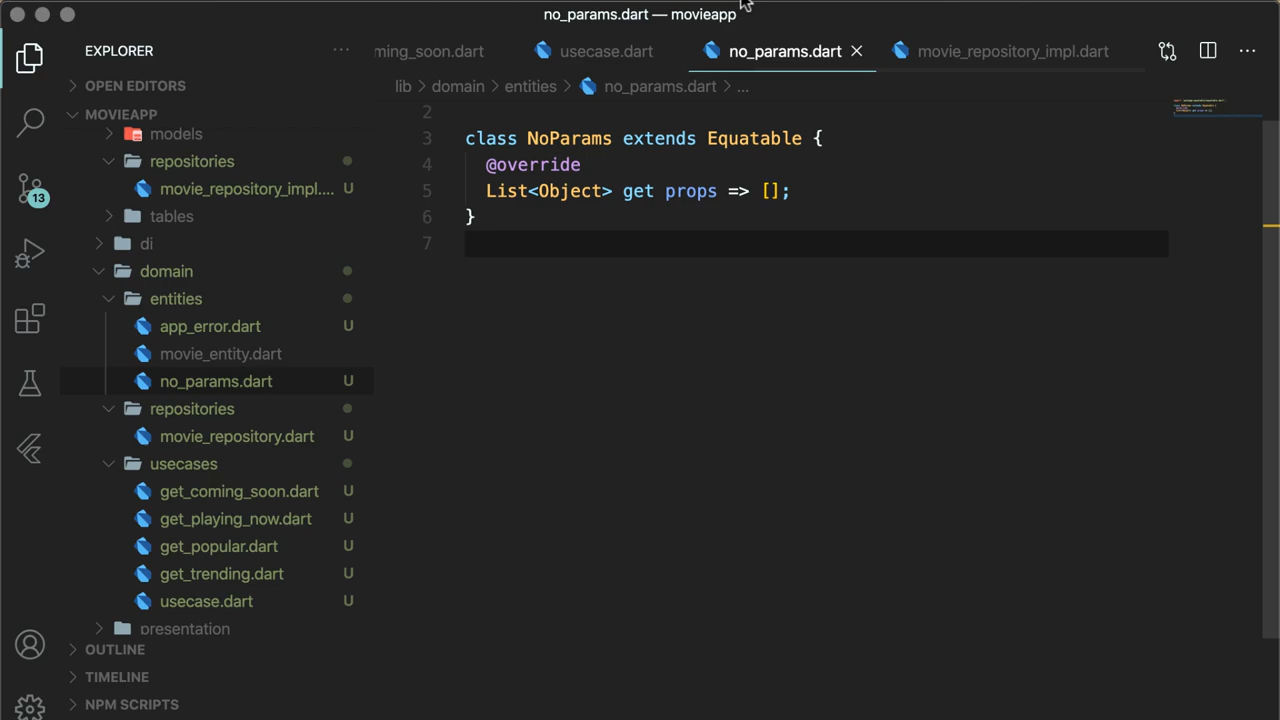 no_params.dart — movieapp
EXPLORER
ming_soon.dart
usecase.dart
no_params.dart
movie_repository_impl.dart
OPEN EDITORS
lib > domain > entities > no_params.dart > ...
MOVIEAPP
models
repositories
movie_repository_impl.... U
tables
di
domain
entities
app_error.dart U
movie_entity.dart
no_params.dart U
repositories
movie_repository.dart U
usecases
get_coming_soon.dart U
get_playing_now.dart U
get_popular.dart U
get_trending.dart U
usecase.dart U
presentation
OUTLINE
TIMELINE
NPM SCRIPTS
13
2
3 class NoParams extends Equatable {
4 @override
5 List<Object> get props => [];
6 }
7